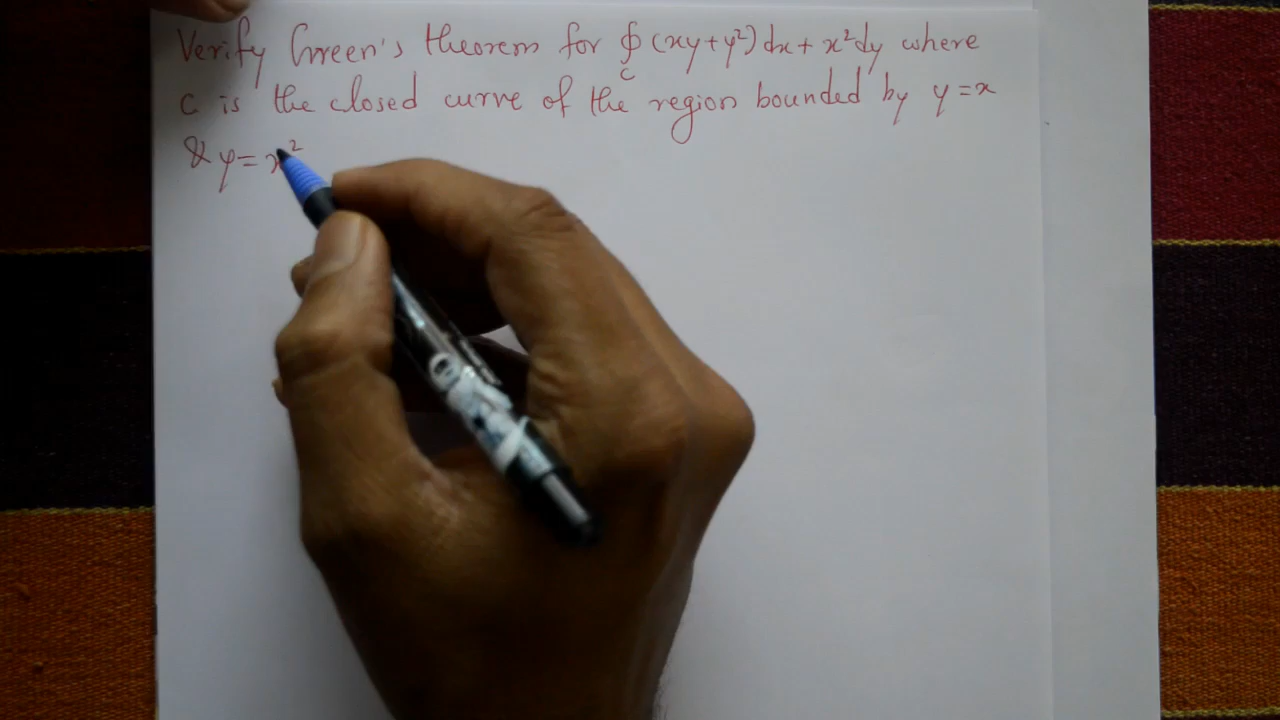 Verify Green's theorem for ∮c (xy+y²)dx + x²dy where
C is the closed curve of the region bounded by y=x
& y=x²